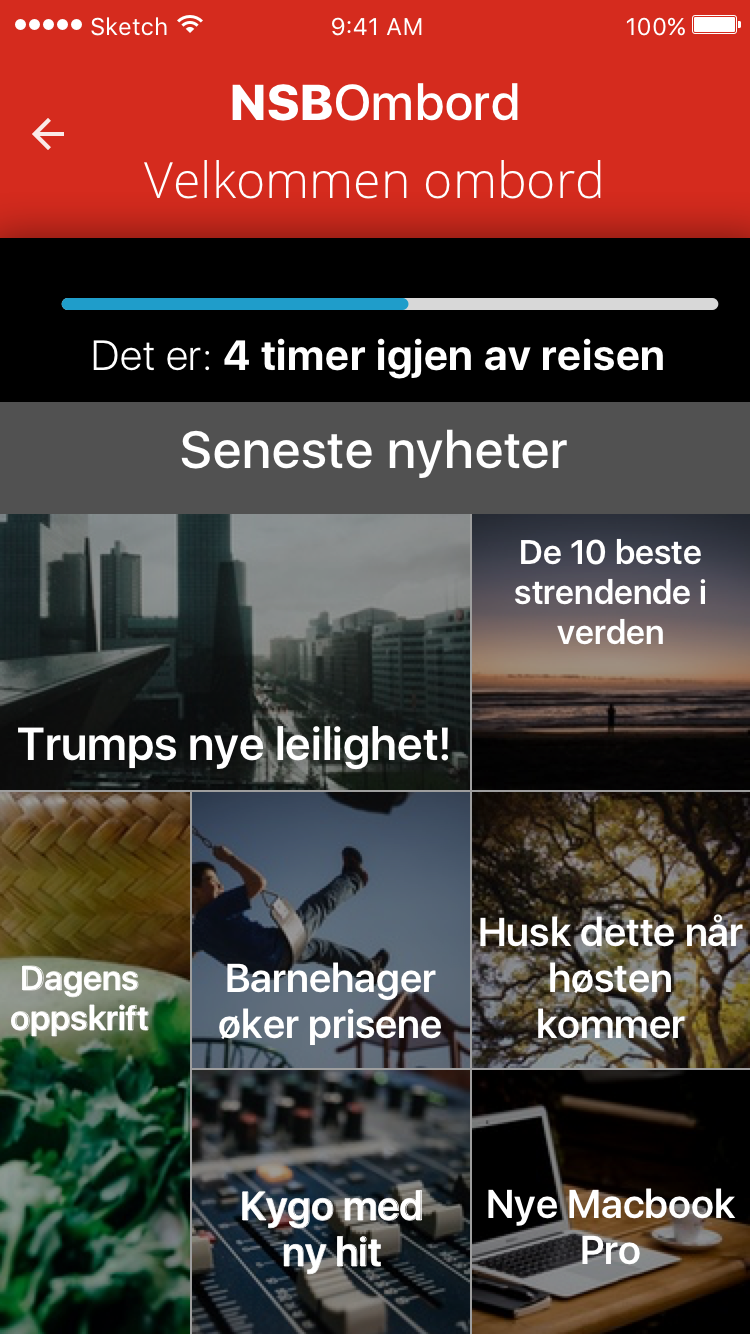 Sketch 9:41 AM 100%
NSBOmbord
Velkommen ombord
Det er: 4 timer igjen av reisen
Seneste nyheter
Trumps nye leilighet!
De 10 beste
strendende i
verden
Dagens
oppskrift
Barnehager
øker prisene
Husk dette når
høsten
kommer
Kygo med
ny hit
Nye Macbook
Pro